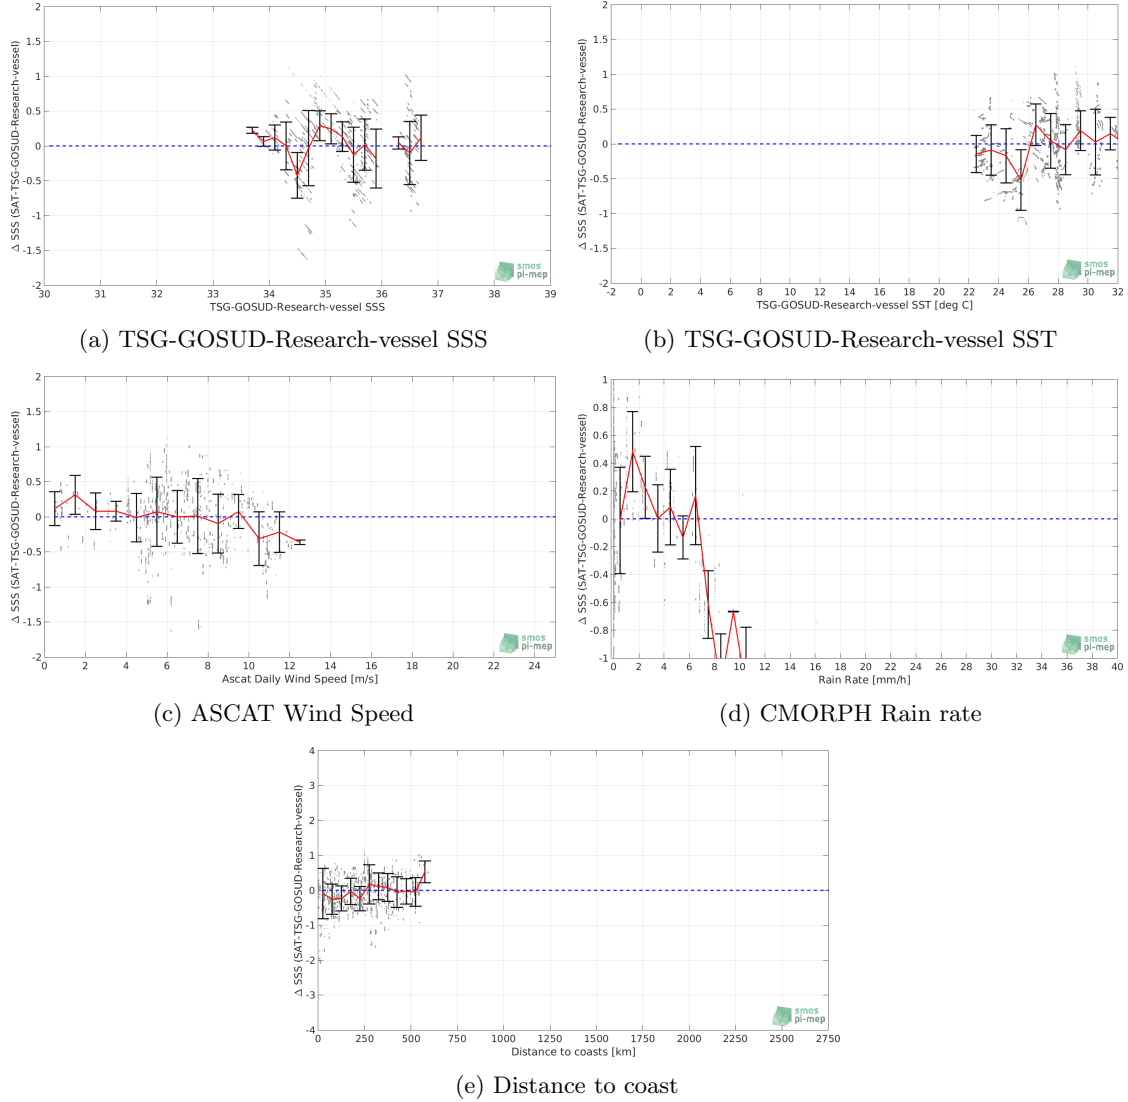 2
1.5
1
0.5
0
-0.5
-1
-1.5
-2
Δ SSS (SAT-TSG-GOSUD-Research-vessel)
30 31 32 33 34 35 36 37 38 39
TSG-GOSUD-Research-vessel SSS
smos
pi-mep
(a) TSG-GOSUD-Research-vessel SSS
2
1.5
1
0.5
0
-0.5
-1
-1.5
-2
Δ SSS (SAT-TSG-GOSUD-Research-vessel)
-2 0 2 4 6 8 10 12 14 16 18 20 22 24 26 28 30 32
TSG-GOSUD-Research-vessel SST [deg C]
smos
pi-mep
(b) TSG-GOSUD-Research-vessel SST
2
1.5
1
0.5
0
-0.5
-1
-1.5
-2
Δ SSS (SAT-TSG-GOSUD-Research-vessel)
0 2 4 6 8 10 12 14 16 18 20 22 24
Ascat Daily Wind Speed [m/s]
smos
pi-mep
(c) ASCAT Wind Speed
1
0.8
0.6
0.4
0.2
0
-0.2
-0.4
-0.6
-0.8
-1
Δ SSS (SAT-TSG-GOSUD-Research-vessel)
0 2 4 6 8 10 12 14 16 18 20 22 24 26 28 30 32 34 36 38 40
Rain Rate [mm/h]
smos
pi-mep
(d) CMORPH Rain rate
4
3
2
1
0
-1
-2
-3
-4
Δ SSS (SAT-TSG-GOSUD-Research-vessel)
0 250 500 750 1000 1250 1500 1750 2000 2250 2500 2750
Distance to coasts [km]
smos
pi-mep
(e) Distance to coast